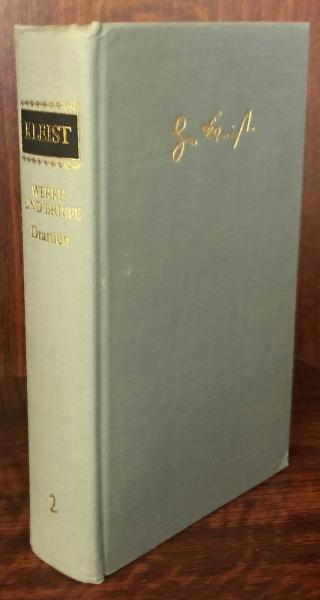 KLEIST
WERKE
UND BRIEFE
Dramen
2